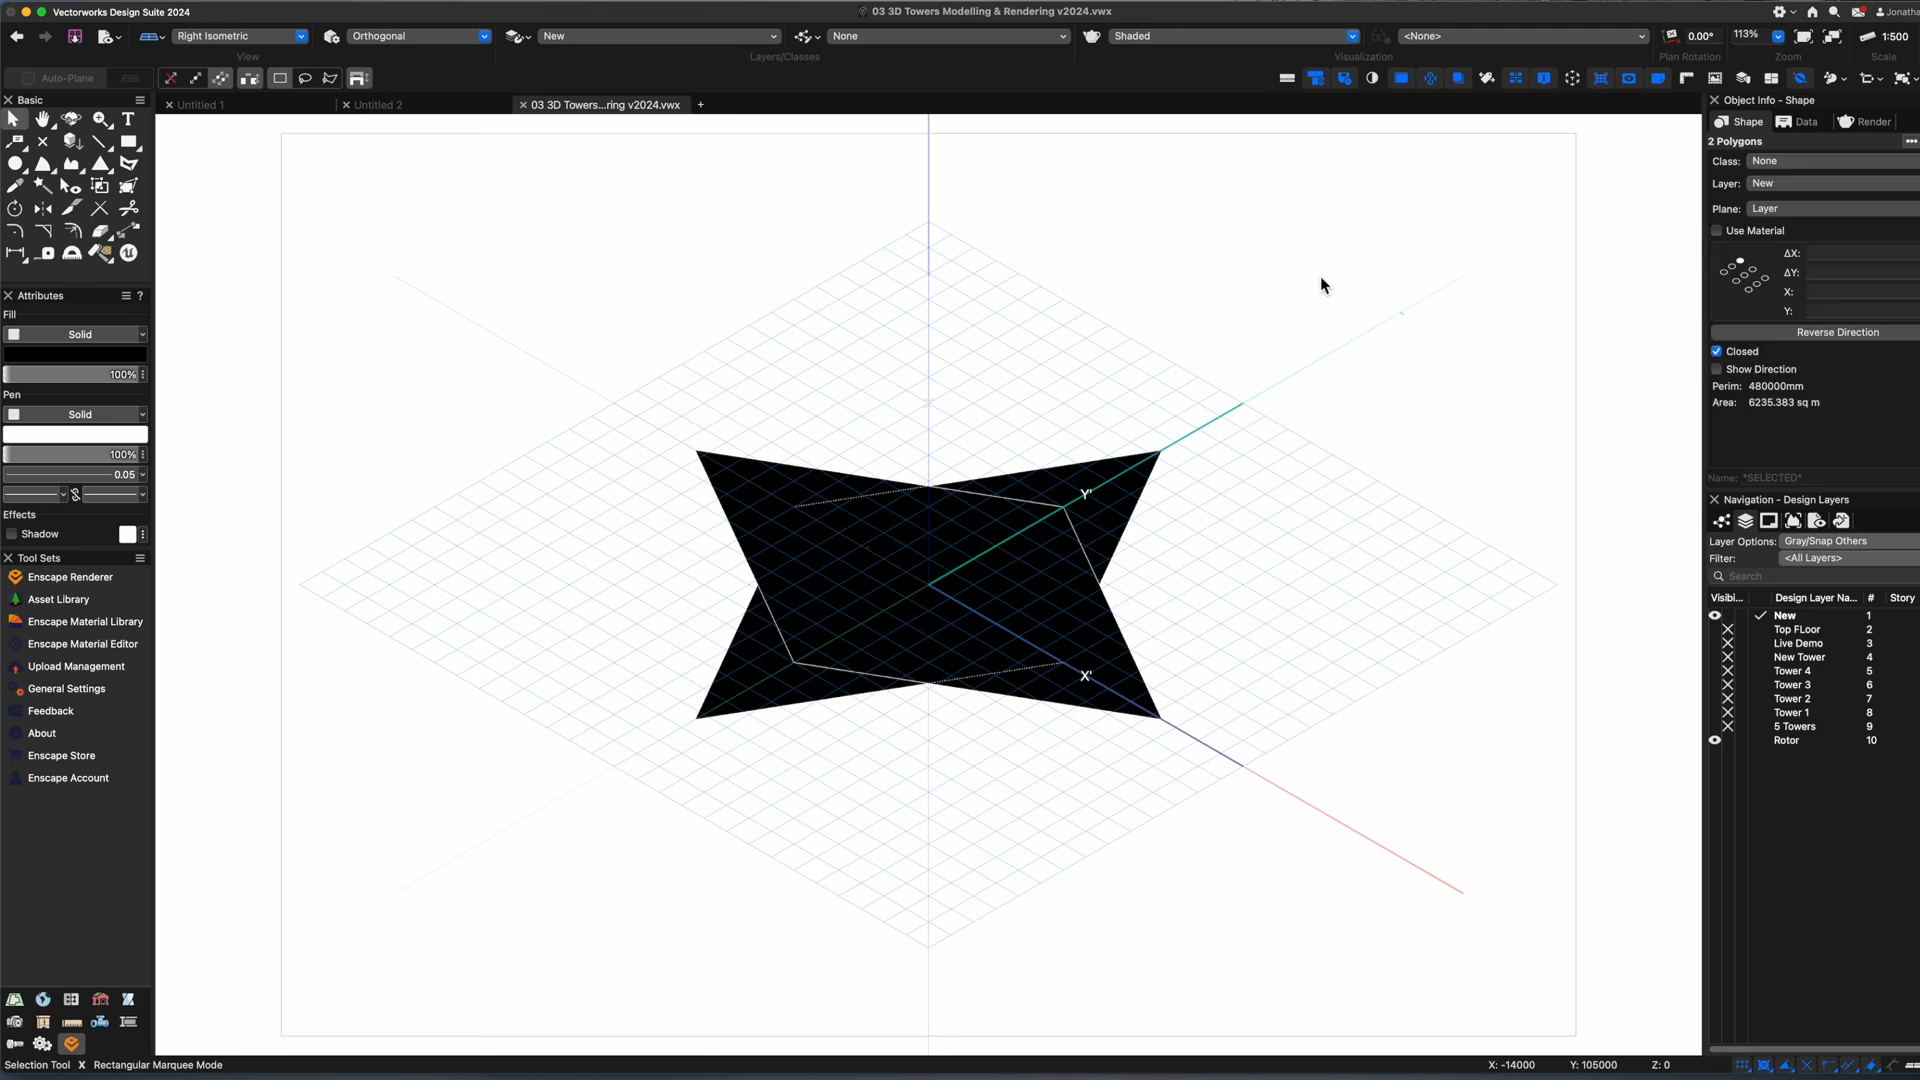 Vectorworks Design Suite 2024
03 3D Towers Modelling & Rendering v2024.vwx
Jonatha
Right Isometric
Orthogonal
New
None
Shaded
<None>
0.00°
113%
1:500
View
Layers/Classes
Visualization
Plan Rotation
Zoom
Scale
Auto-Plane
Basic
Untitled 1
Untitled 2
03 3D Towers...ring v2024.vwx
Object Info - Shape
Shape
Data
Render
2 Polygons
Class:
None
Layer:
New
Plane:
Layer
Use Material
ΔX:
ΔY:
X:
Y:
Reverse Direction
Closed
Show Direction
Perim:
480000mm
Area:
6235.383 sq m
Name:
*SELECTED*
Attributes
Fill
Solid
100%
Pen
Solid
100%
0.05
Effects
Shadow
Tool Sets
Enscape Renderer
Asset Library
Enscape Material Library
Enscape Material Editor
Upload Management
General Settings
Feedback
About
Enscape Store
Enscape Account
Y'
X'
Navigation - Design Layers
Layer Options:
Gray/Snap Others
Filter:
<All Layers>
Search
Visibi...
Design Layer Na...
#
Story
New 1
Top FLoor 2
Live Demo 3
New Tower 4
Tower 4 5
Tower 3 6
Tower 2 7
Tower 1 8
5 Towers 9
Rotor 10
Selection Tool X Rectangular Marquee Mode
X: -14000
Y: 105000
Z: 0